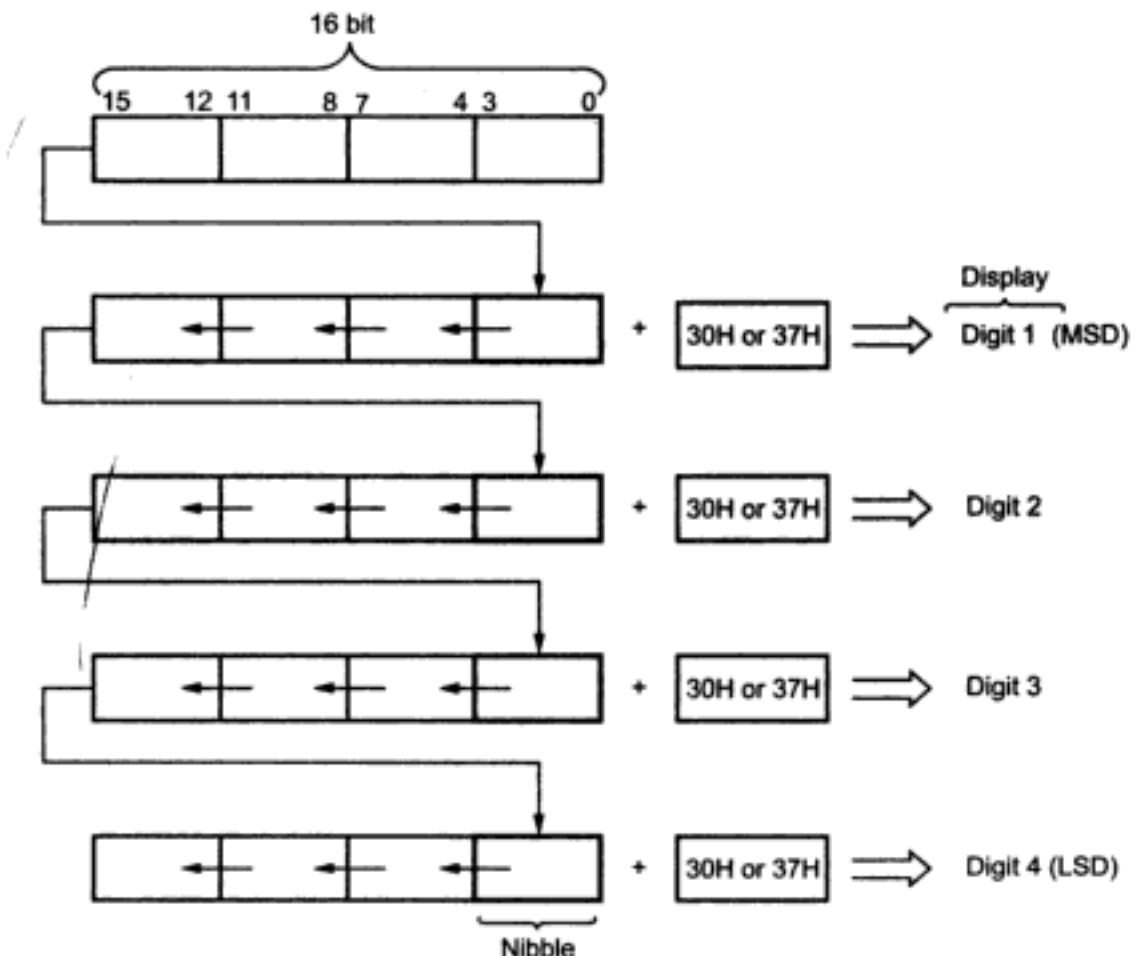 16 bit
15 12 11 8 7 4 3 0
Display
+ 30H or 37H Digit 1 (MSD)
+ 30H or 37H Digit 2
+ 30H or 37H Digit 3
+ 30H or 37H Digit 4 (LSD)
Nibble